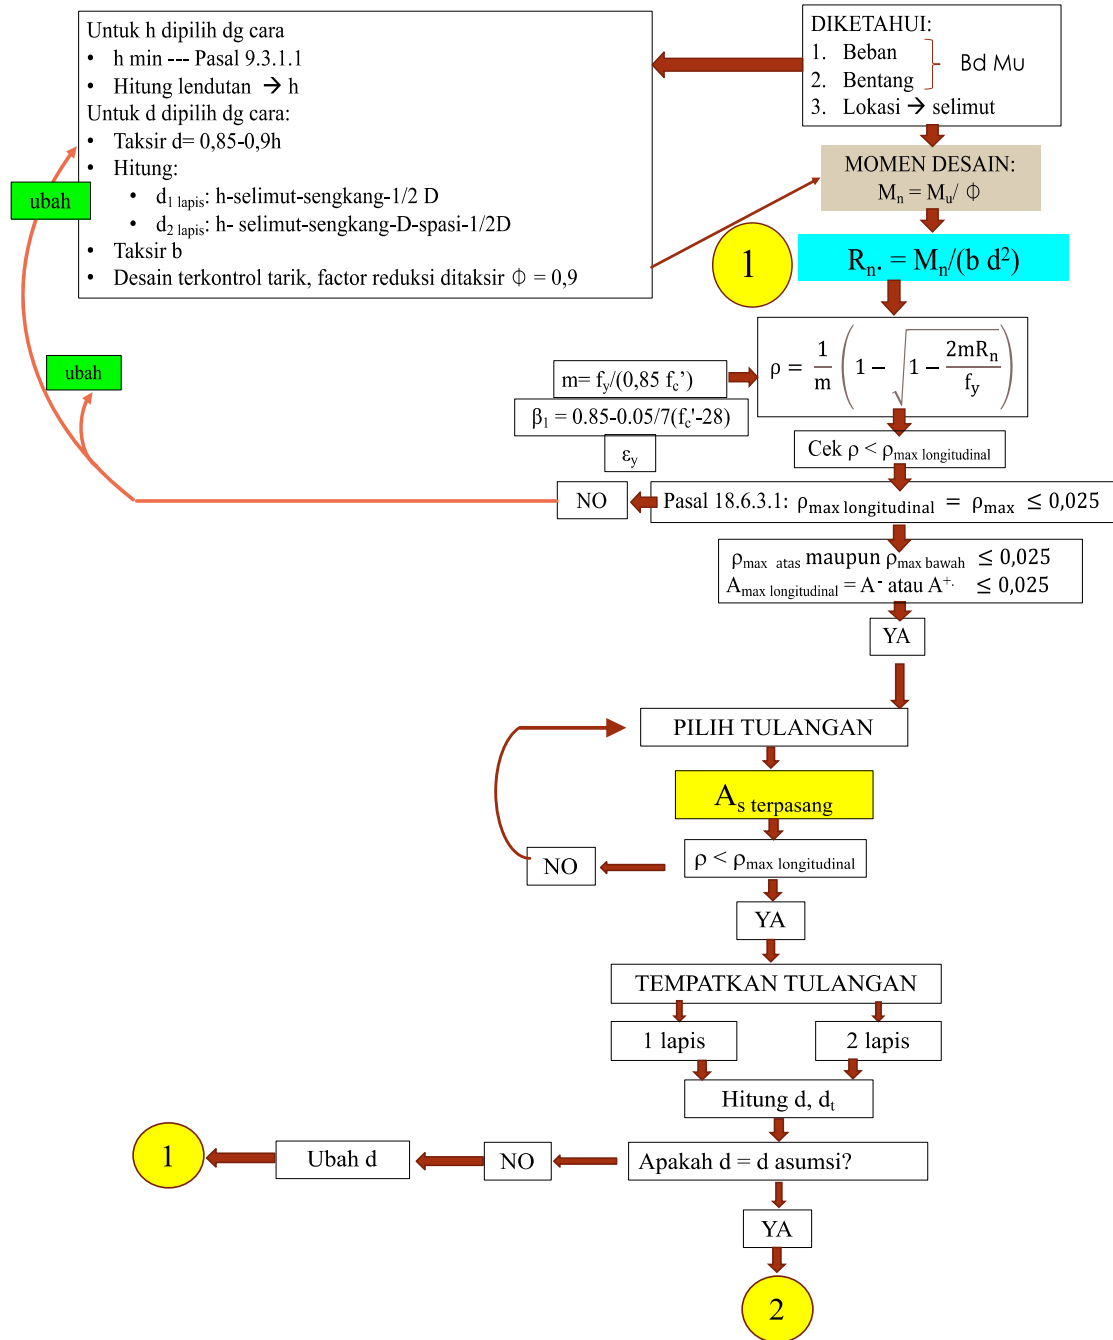 Untuk h dipilih dg cara
• h min --- Pasal 9.3.1.1
• Hitung lendutan → h
Untuk d dipilih dg cara:
• Taksir d= 0,85-0,9h
• Hitung:
• d1 lapis: h-selimut-sengkang-1/2 D
• d2 lapis: h- selimut-sengkang-D-spasi-1/2D
• Taksir b
• Desain terkontrol tarik, factor reduksi ditaksir Φ = 0,9
DIKETAHUI:
1. Beban
2. Bentang
Bd Mu
3. Lokasi → selimut
ubah
MOMEN DESAIN:
Mn = Mu/ Φ
1
Rn. = Mn/(b d²)
ubah
m= fy/(0,85 fc’)
ρ = 1/m (1 − √(1 − 2mRn/fy))
β1 = 0.85-0.05/7(fc'-28)
εy
Cek ρ < ρmax longitudinal
NO
Pasal 18.6.3.1: ρmax longitudinal = ρmax ≤ 0,025
ρmax atas maupun ρmax bawah ≤ 0,025
Amax longitudinal = A- atau A+. ≤ 0,025
YA
PILIH TULANGAN
As terpasang
NO
ρ < ρmax longitudinal
YA
TEMPATKAN TULANGAN
1 lapis
2 lapis
Hitung d, dt
1
Ubah d
NO
Apakah d = d asumsi?
YA
2